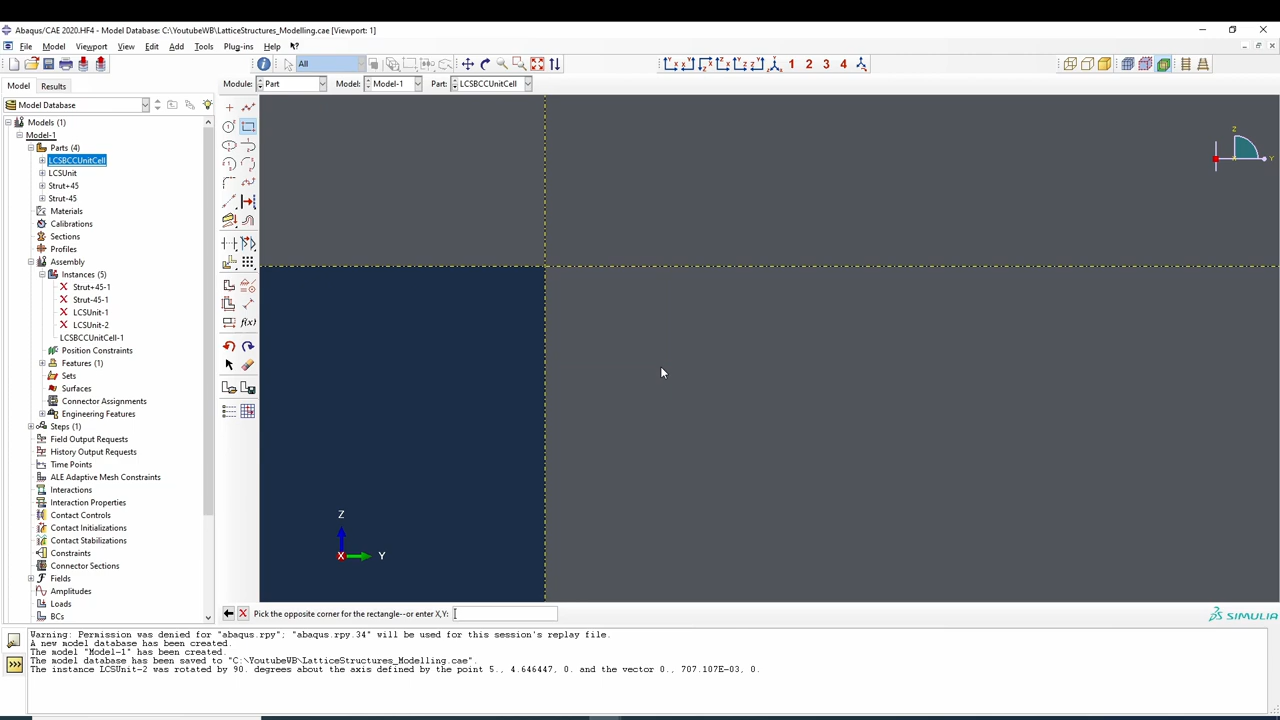 Abaqus/CAE 2020.HF4 - Model Database: C:\YoutubeWB\LatticeStructures_Modelling.cae [Viewport: 1]
File Model Viewport View Edit Add Tools Plug-ins Help
All 1 2 3 4
Model Results Module: Part Model: Model-1 Part: LCSBCCUnitCell
Model Database
Models (1)
Model-1
Parts (4)
LCSBCCUnitCell
LCSUnit
Strut+45
Strut-45
Materials
Calibrations
Sections
Profiles
Assembly
Instances (5)
Strut+45-1
Strut-45-1
LCSUnit-1
LCSUnit-2
LCSBCCUnitCell-1
Position Constraints
Features (1)
Sets
Surfaces
Connector Assignments
Engineering Features
Steps (1)
Field Output Requests
History Output Requests
Time Points
ALE Adaptive Mesh Constraints
Interactions
Interaction Properties
Contact Controls
Contact Initializations
Contact Stabilizations
Constraints
Connector Sections
Fields
Amplitudes
Loads
BCs
f(x)
Z
Y
Z
X Y
Pick the opposite corner for the rectangle--or enter X,Y:
SIMULIA
Warning: Permission was denied for "abaqus.rpy"; "abaqus.rpy.34" will be used for this session's replay file.
A new model database has been created.
The model "Model-1" has been created.
The model database has been saved to "C:\YoutubeWB\LatticeStructures_Modelling.cae".
The instance LCSUnit-2 was rotated by 90. degrees about the axis defined by the point 5., 4.646447, 0. and the vector 0., 707.107E-03, 0.